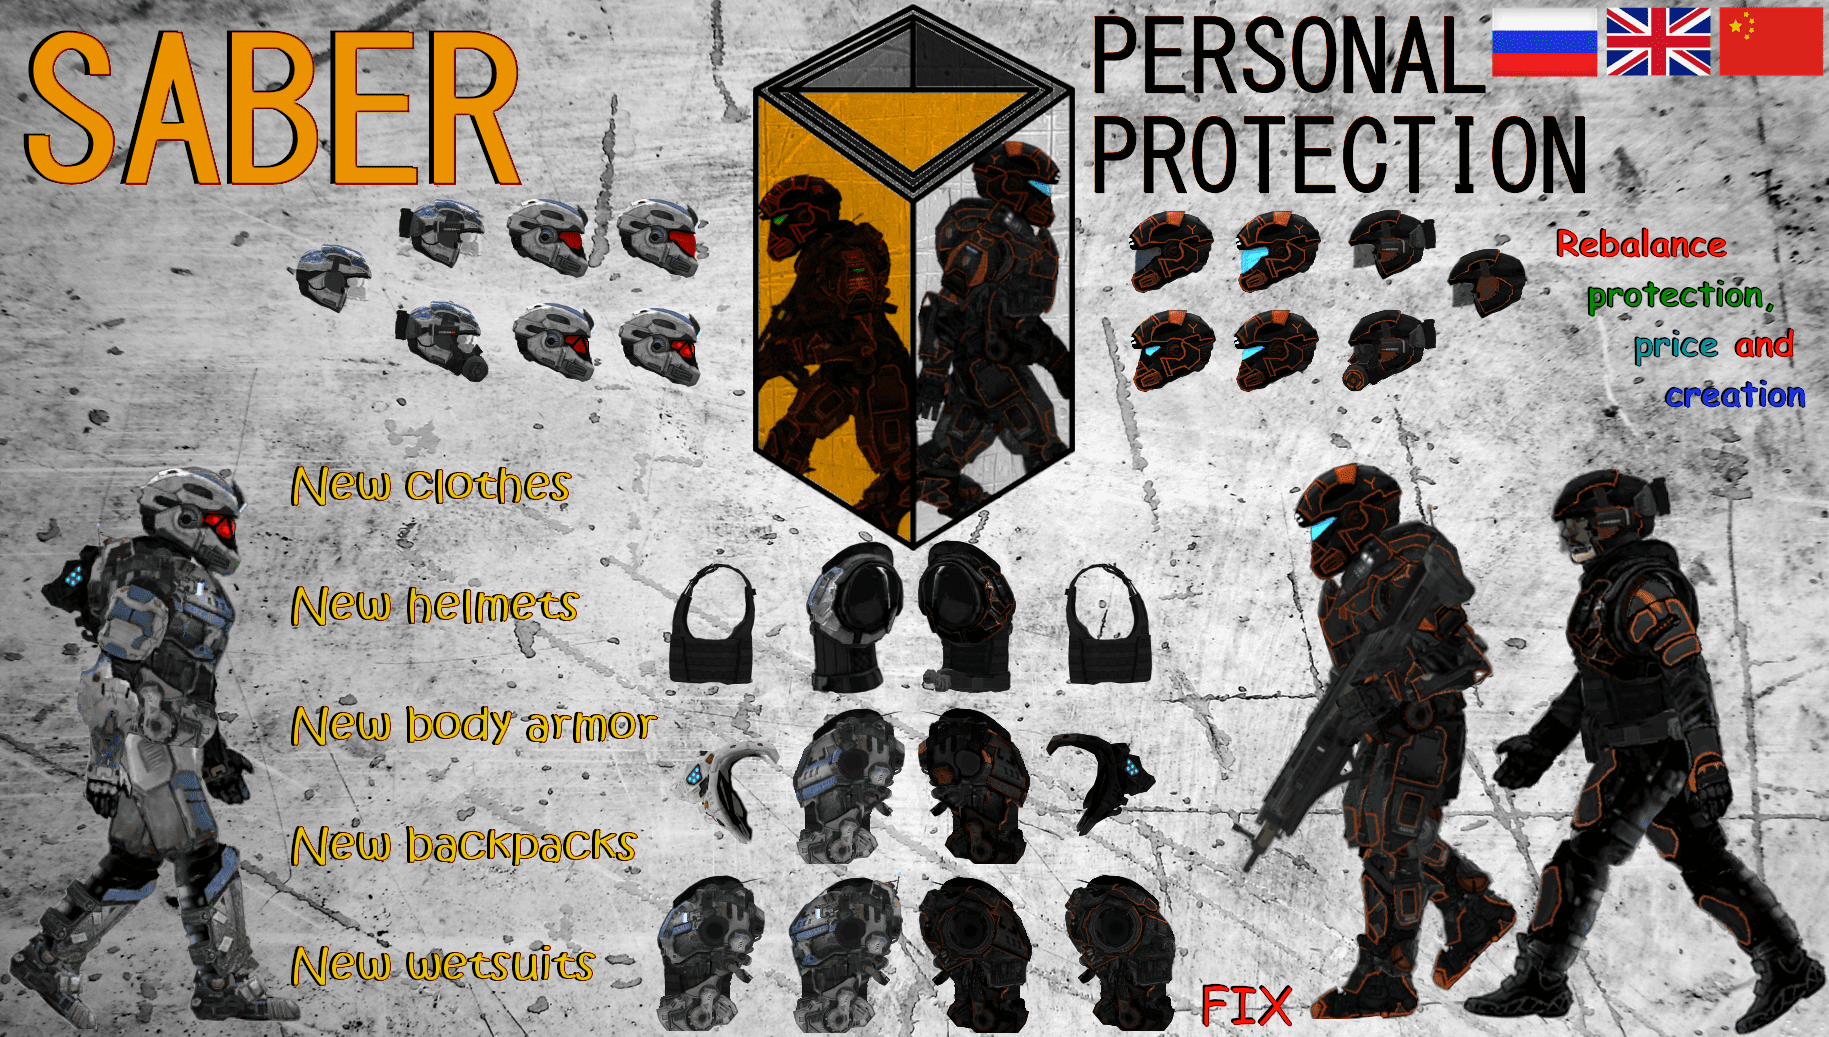 SABER
PERSONAL
PROTECTION
Rebalance
protection,
price and
creation
New clothes
New helmets
New body armor
New backpacks
New wetsuits
FIX